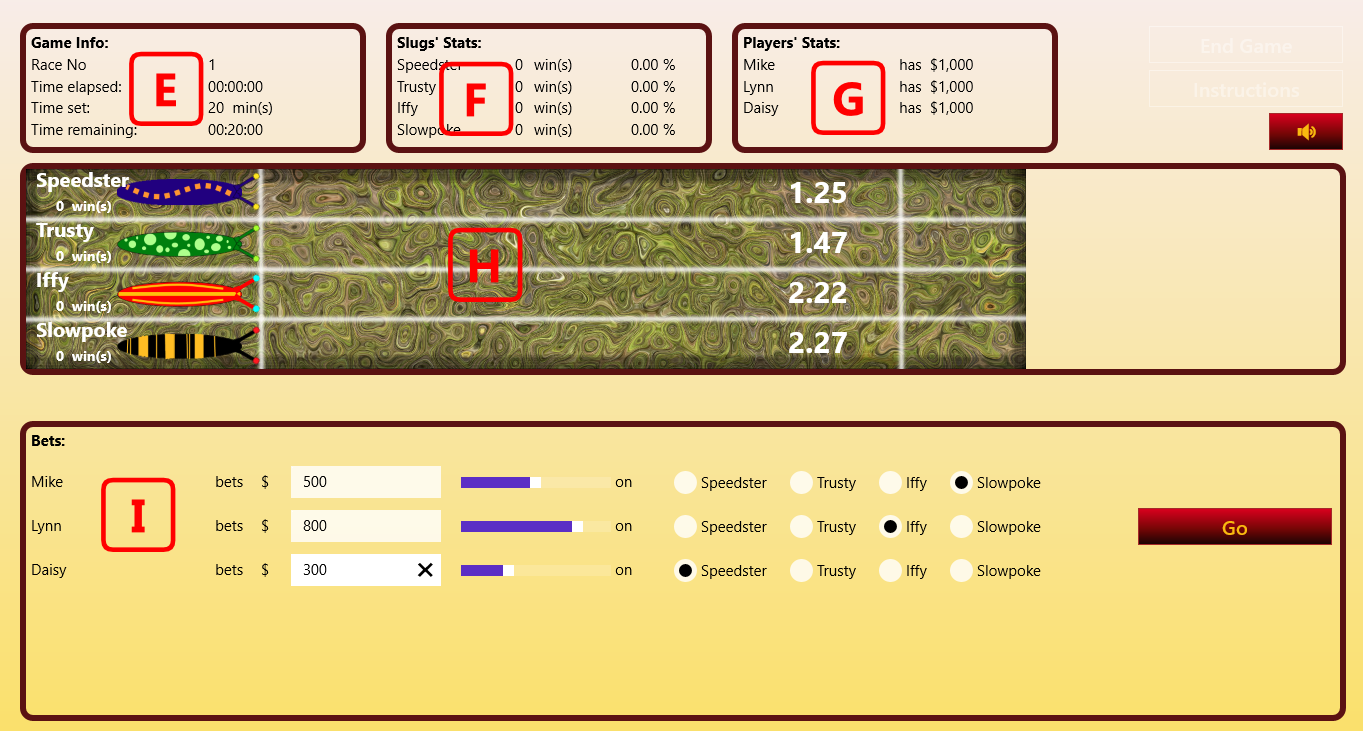 Game Info:
Race No 1
Time elapsed: 00:00:00
Time set: 20 min(s)
Time remaining: 00:20:00
E
Slugs' Stats:
Speedster 0 win(s) 0.00 %
Trusty 0 win(s) 0.00 %
Iffy 0 win(s) 0.00 %
Slowpoke 0 win(s) 0.00 %
F
Players' Stats:
Mike has $1,000
Lynn has $1,000
Daisy has $1,000
G
End Game
Instructions
Speedster 1.25
0 win(s)
Trusty 1.47
0 win(s)
Iffy 2.22
0 win(s)
Slowpoke 2.27
0 win(s)
H
Bets:
Mike bets $ 500 on Speedster Trusty Iffy Slowpoke
Lynn bets $ 800 on Speedster Trusty Iffy Slowpoke
Daisy bets $ 300 on Speedster Trusty Iffy Slowpoke
I
Go